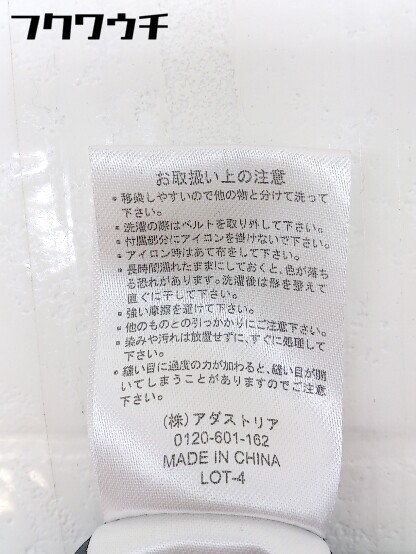 フクワウチ
お取扱い上の注意
• 移染しやすいので他の物と分けて洗って
下さい。
• 洗濯の際はベルトを取り外して下さい。
• 付属部分にアイロンを掛けないで下さい。
• アイロン時はあて布をして下さい。
• 長時間濡れたままにしておくと、色が落ち
る恐れがあります。洗濯後は形を整えて
直ぐに干して下さい。
• 強い摩擦を避けて下さい。
• 他のものとの引っかかりにご注意下さい。
• 染みや汚れは放置せずに、すぐに処理して
下さい。
• 縫い目に過度の力が加わると、縫い目が開
いてしまうことがありますのでご注意下
さい。
(株) アダストリア
0120-601-162
MADE IN CHINA
LOT-4